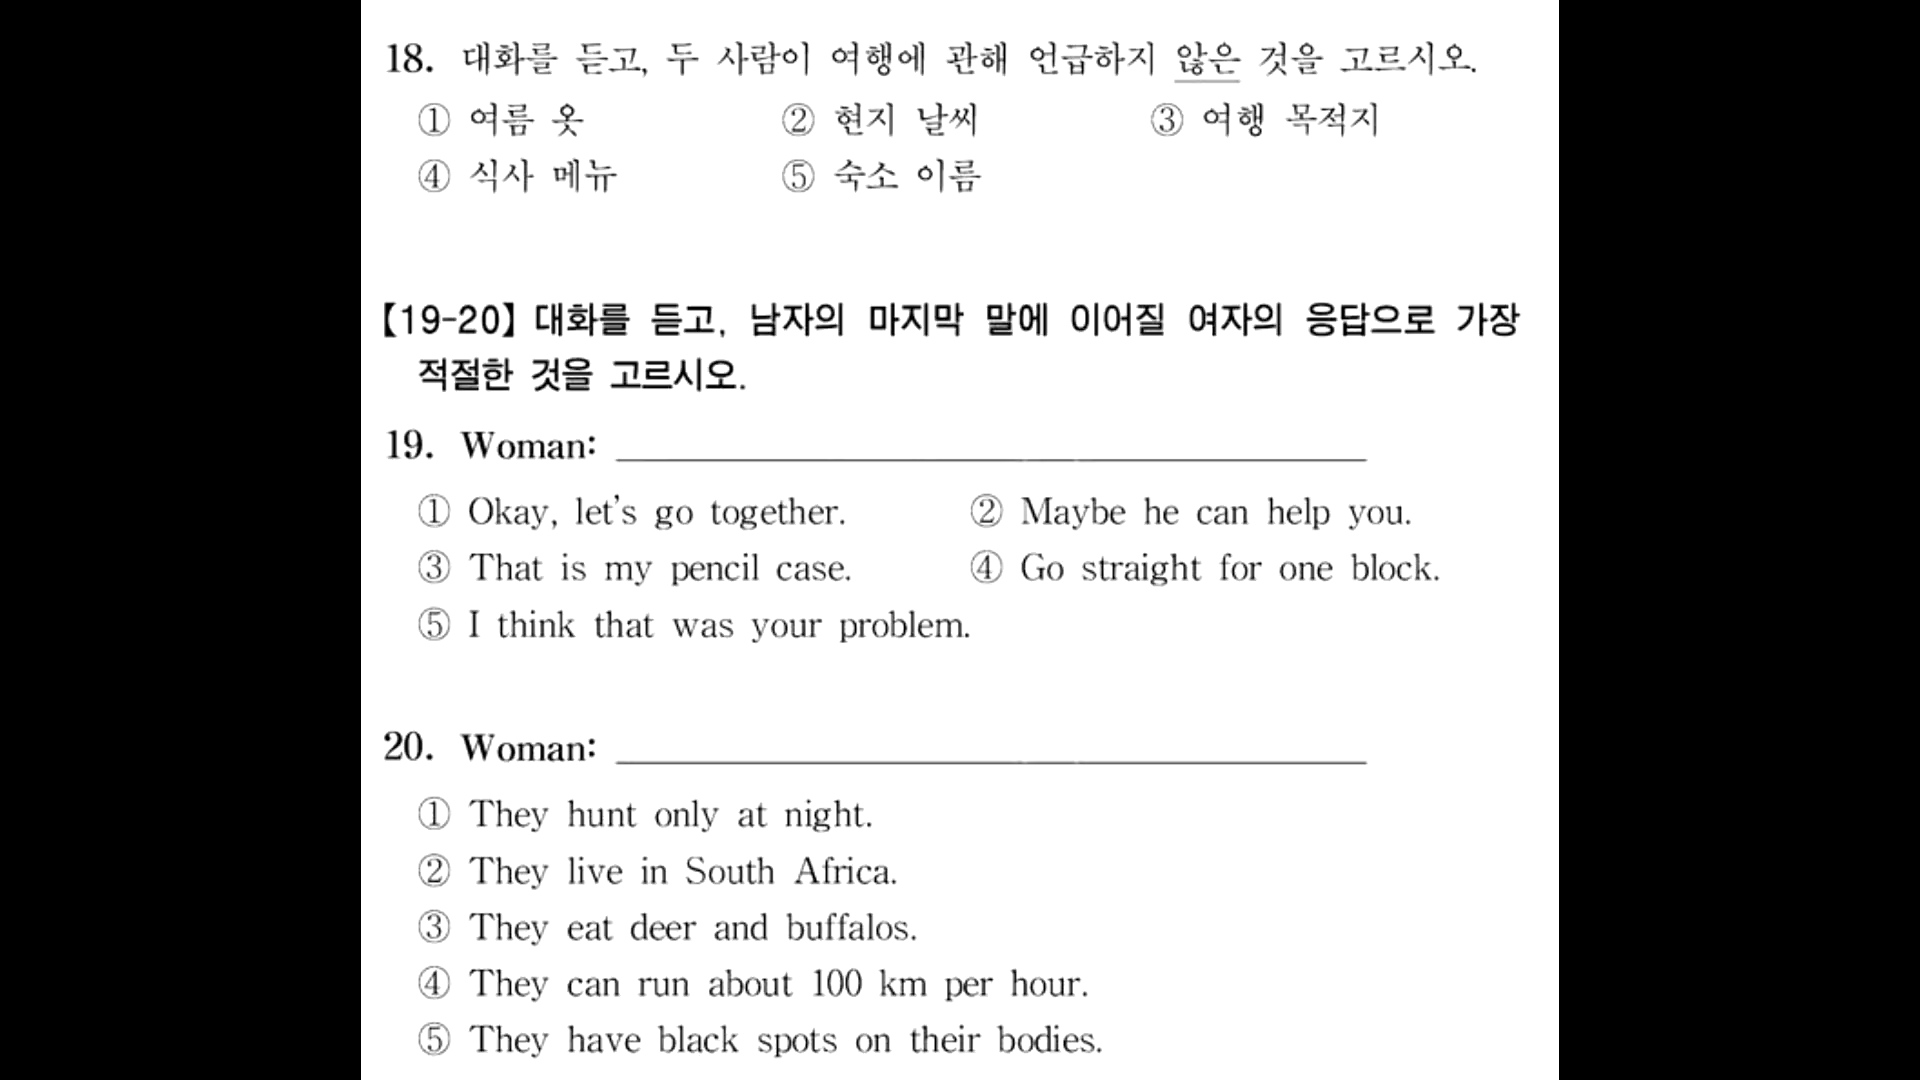 18. 대화를 듣고, 두 사람이 여행에 관해 언급하지 않은 것을 고르시오.
① 여름 옷 ② 현지 날씨 ③ 여행 목적지
④ 식사 메뉴 ⑤ 숙소 이름
【19-20】 대화를 듣고, 남자의 마지막 말에 이어질 여자의 응답으로 가장
적절한 것을 고르시오.
19. Woman: ____________________
① Okay, let's go together. ② Maybe he can help you.
③ That is my pencil case. ④ Go straight for one block.
⑤ I think that was your problem.
20. Woman: ____________________
① They hunt only at night.
② They live in South Africa.
③ They eat deer and buffalos.
④ They can run about 100 km per hour.
⑤ They have black spots on their bodies.